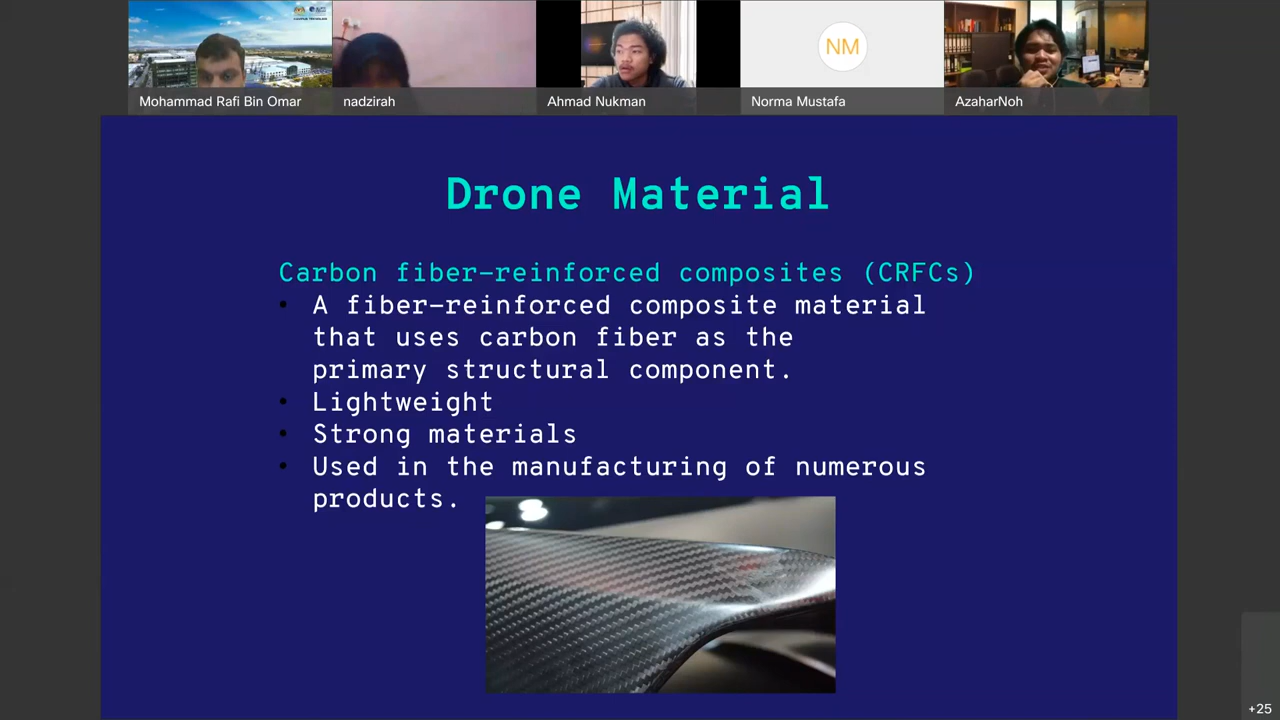 Mohammad Rafi Bin Omar
nadzirah
Ahmad Nukman
NM
Norma Mustafa
AzaharNoh
Drone Material
Carbon fiber-reinforced composites (CRFCs)
• A fiber-reinforced composite material
that uses carbon fiber as the
primary structural component.
• Lightweight
• Strong materials
• Used in the manufacturing of numerous
products.
+25